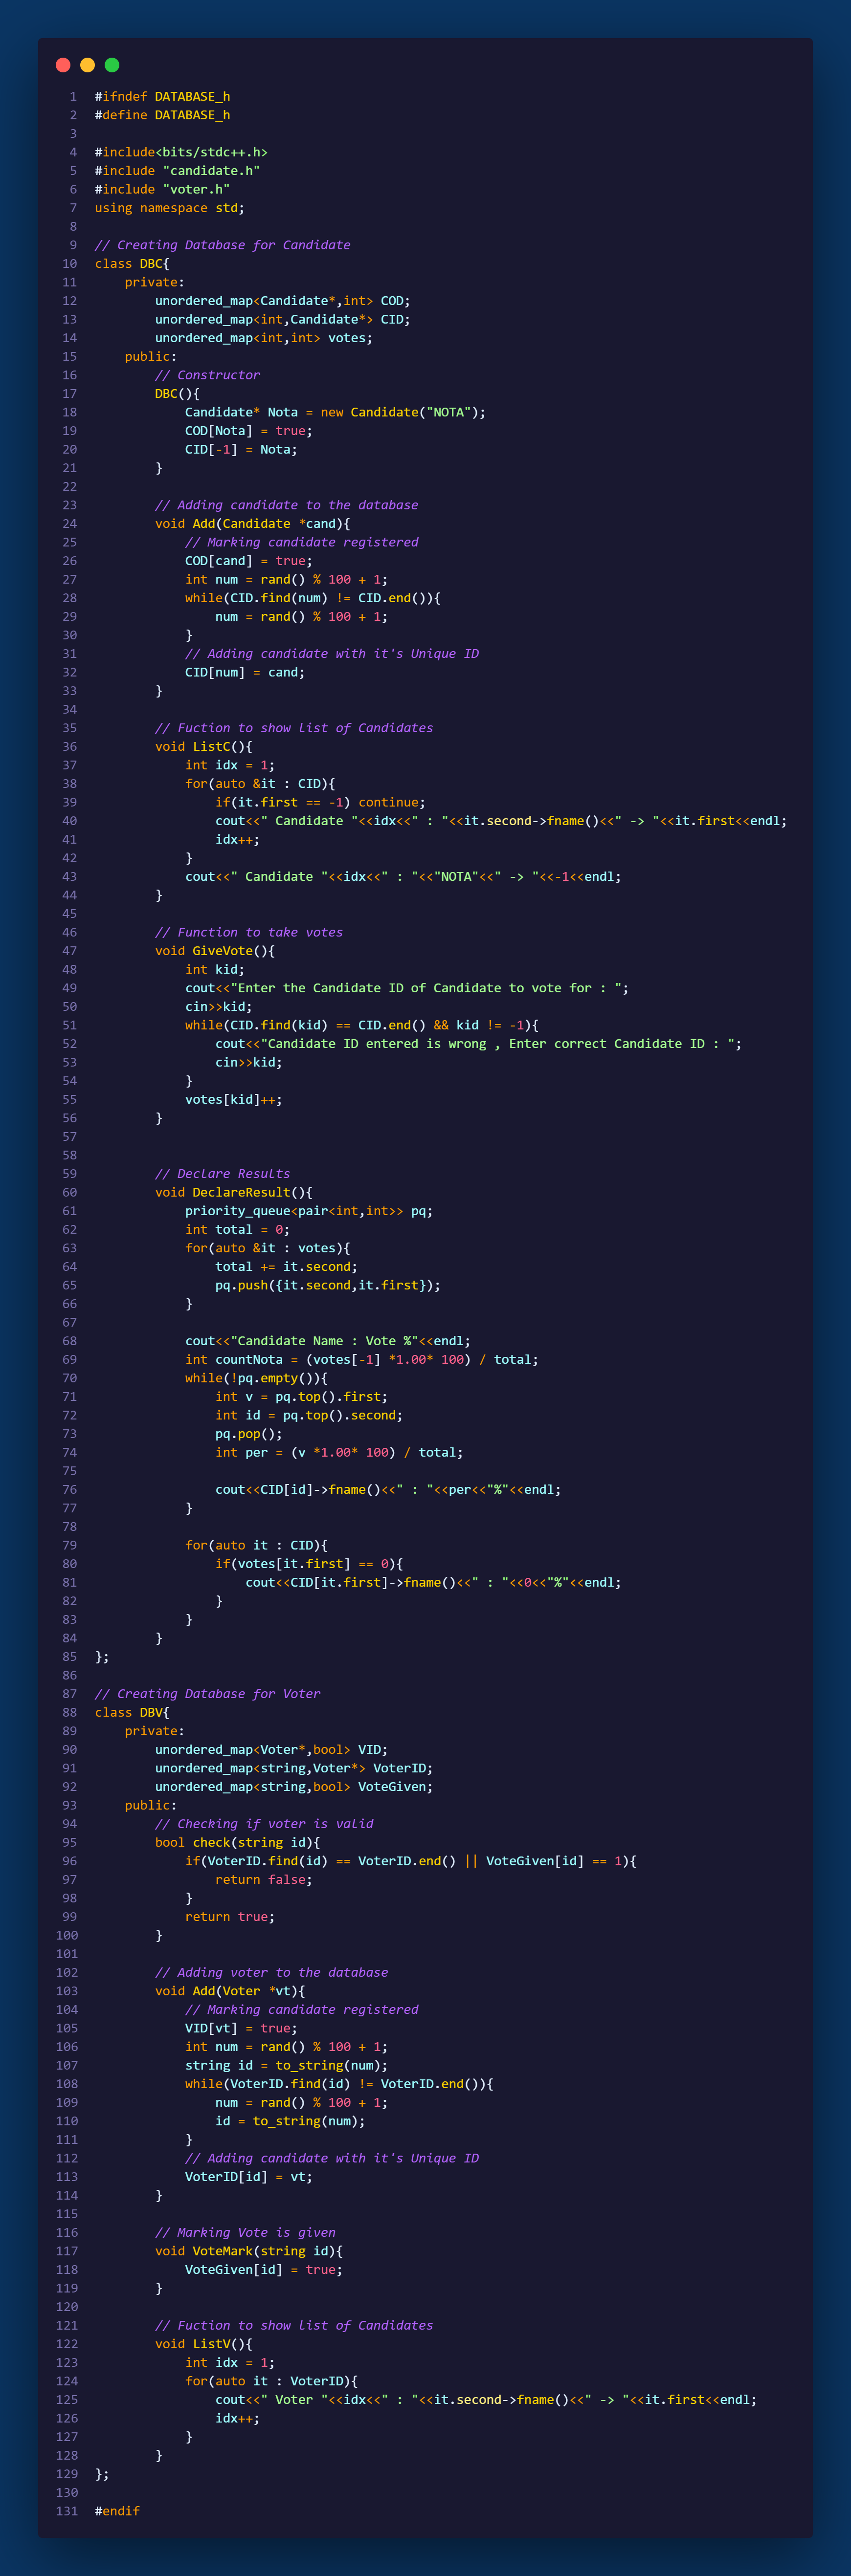 1 #ifndef DATABASE_h
2 #define DATABASE_h
3
4 #include<bits/stdc++.h>
5 #include "candidate.h"
6 #include "voter.h"
7 using namespace std;
8
9 // Creating Database for Candidate
10 class DBC{
11     private:
12         unordered_map<Candidate*,int> COD;
13         unordered_map<int,Candidate*> CID;
14         unordered_map<int,int> votes;
15     public:
16         // Constructor
17         DBC(){
18             Candidate* Nota = new Candidate("NOTA");
19             COD[Nota] = true;
20             CID[-1] = Nota;
21         }
22
23         // Adding candidate to the database
24         void Add(Candidate *cand){
25             // Marking candidate registered
26             COD[cand] = true;
27             int num = rand() % 100 + 1;
28             while(CID.find(num) != CID.end()){
29                 num = rand() % 100 + 1;
30             }
31             // Adding candidate with it's Unique ID
32             CID[num] = cand;
33         }
34
35         // Fuction to show list of Candidates
36         void ListC(){
37             int idx = 1;
38             for(auto &it : CID){
39                 if(it.first == -1) continue;
40                 cout<<" Candidate "<<idx<<" : "<<it.second->fname()<<" -> "<<it.first<<endl;
41                 idx++;
42             }
43             cout<<" Candidate "<<idx<<" : "<<"NOTA"<<" -> "<<-1<<endl;
44         }
45
46         // Function to take votes
47         void GiveVote(){
48             int kid;
49             cout<<"Enter the Candidate ID of Candidate to vote for : ";
50             cin>>kid;
51             while(CID.find(kid) == CID.end() && kid != -1){
52                 cout<<"Candidate ID entered is wrong , Enter correct Candidate ID : ";
53                 cin>>kid;
54             }
55             votes[kid]++;
56         }
57
58
59         // Declare Results
60         void DeclareResult(){
61             priority_queue<pair<int,int>> pq;
62             int total = 0;
63             for(auto &it : votes){
64                 total += it.second;
65                 pq.push({it.second,it.first});
66             }
67
68             cout<<"Candidate Name : Vote %"<<endl;
69             int countNota = (votes[-1] *1.00* 100) / total;
70             while(!pq.empty()){
71                 int v = pq.top().first;
72                 int id = pq.top().second;
73                 pq.pop();
74                 int per = (v *1.00* 100) / total;
75
76                 cout<<CID[id]->fname()<<" : "<<per<<"%"<<endl;
77             }
78
79             for(auto it : CID){
80                 if(votes[it.first] == 0){
81                     cout<<CID[it.first]->fname()<<" : "<<0<<"%"<<endl;
82                 }
83             }
84         }
85 };
86
87 // Creating Database for Voter
88 class DBV{
89     private:
90         unordered_map<Voter*,bool> VID;
91         unordered_map<string,Voter*> VoterID;
92         unordered_map<string,bool> VoteGiven;
93     public:
94         // Checking if voter is valid
95         bool check(string id){
96             if(VoterID.find(id) == VoterID.end() || VoteGiven[id] == 1){
97                 return false;
98             }
99             return true;
100         }
101
102         // Adding voter to the database
103         void Add(Voter *vt){
104             // Marking candidate registered
105             VID[vt] = true;
106             int num = rand() % 100 + 1;
107             string id = to_string(num);
108             while(VoterID.find(id) != VoterID.end()){
109                 num = rand() % 100 + 1;
110                 id = to_string(num);
111             }
112             // Adding candidate with it's Unique ID
113             VoterID[id] = vt;
114         }
115
116         // Marking Vote is given
117         void VoteMark(string id){
118             VoteGiven[id] = true;
119         }
120
121         // Fuction to show list of Candidates
122         void ListV(){
123             int idx = 1;
124             for(auto it : VoterID){
125                 cout<<" Voter "<<idx<<" : "<<it.second->fname()<<" -> "<<it.first<<endl;
126                 idx++;
127             }
128         }
129 };
130
131 #endif